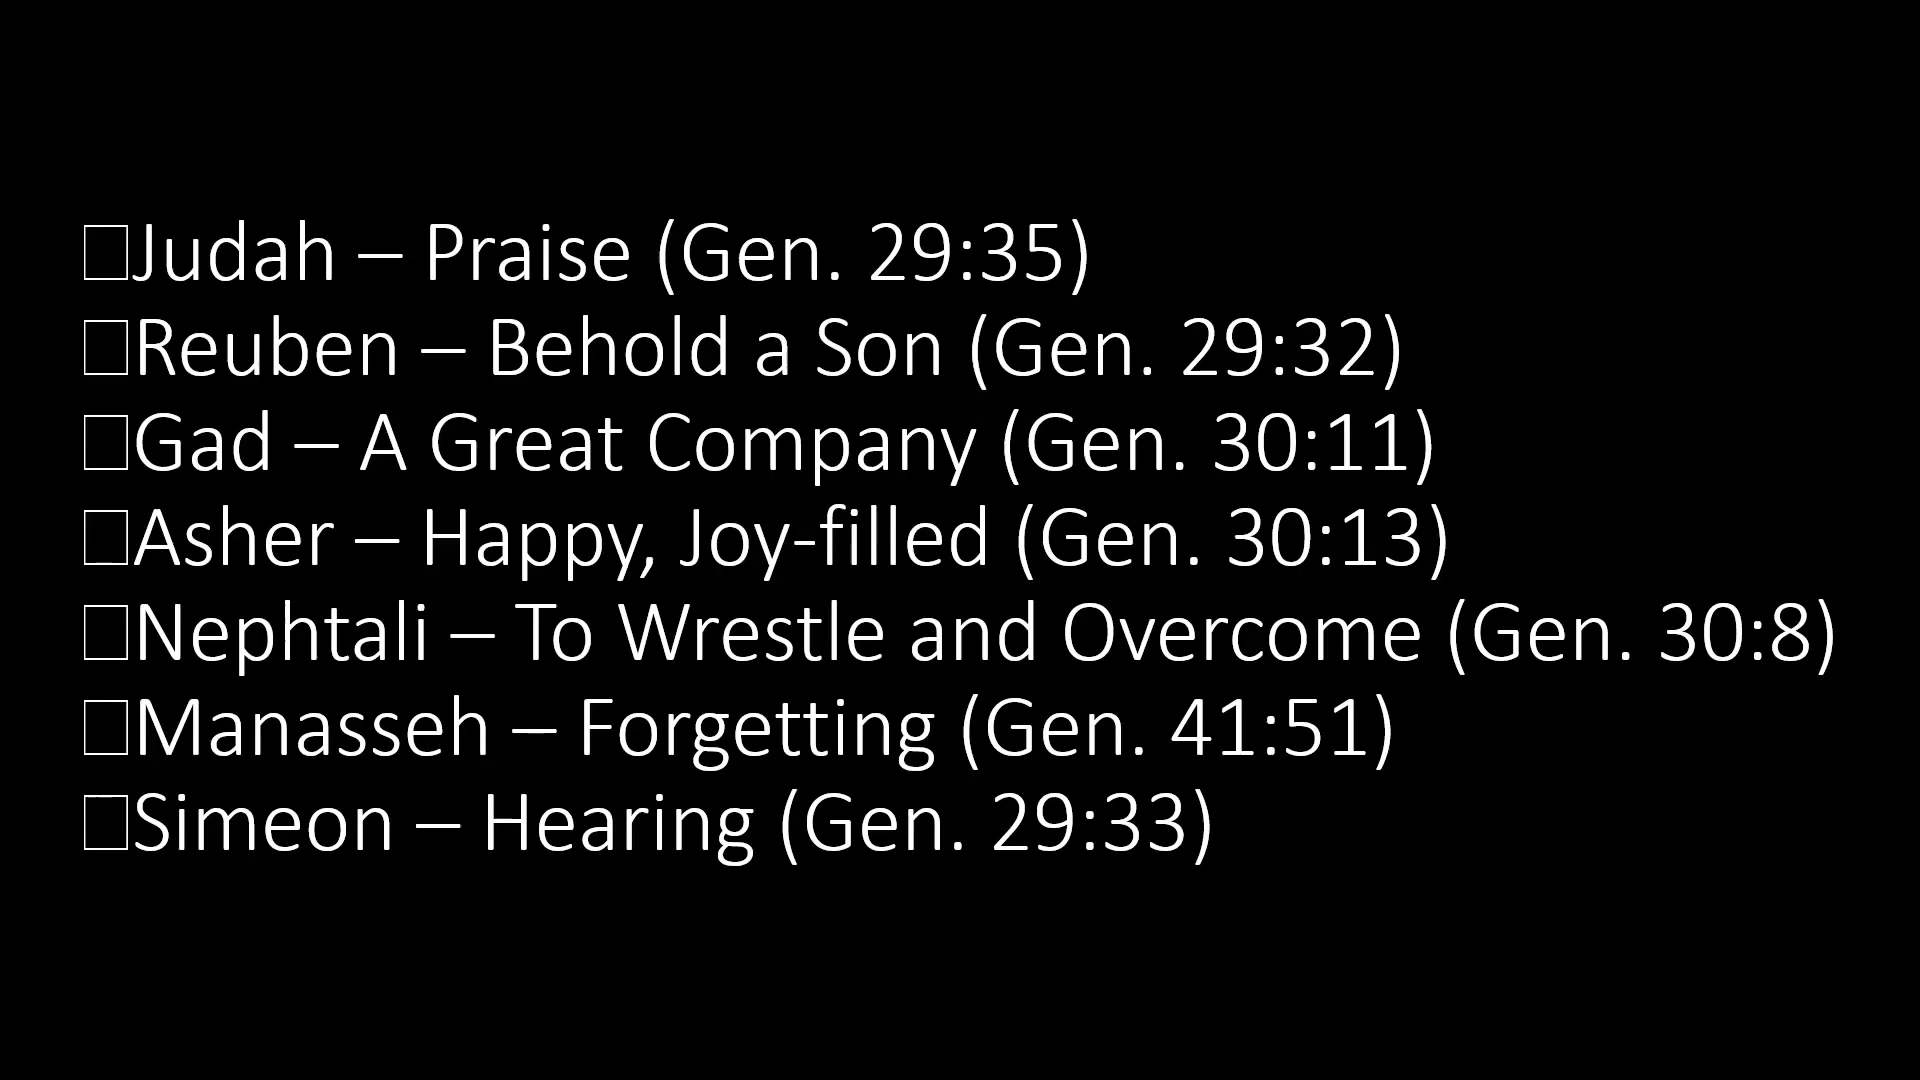 □Judah – Praise (Gen. 29:35)
□Reuben – Behold a Son (Gen. 29:32)
□Gad – A Great Company (Gen. 30:11)
□Asher – Happy, Joy-filled (Gen. 30:13)
□Nephtali – To Wrestle and Overcome (Gen. 30:8)
□Manasseh – Forgetting (Gen. 41:51)
□Simeon – Hearing (Gen. 29:33)